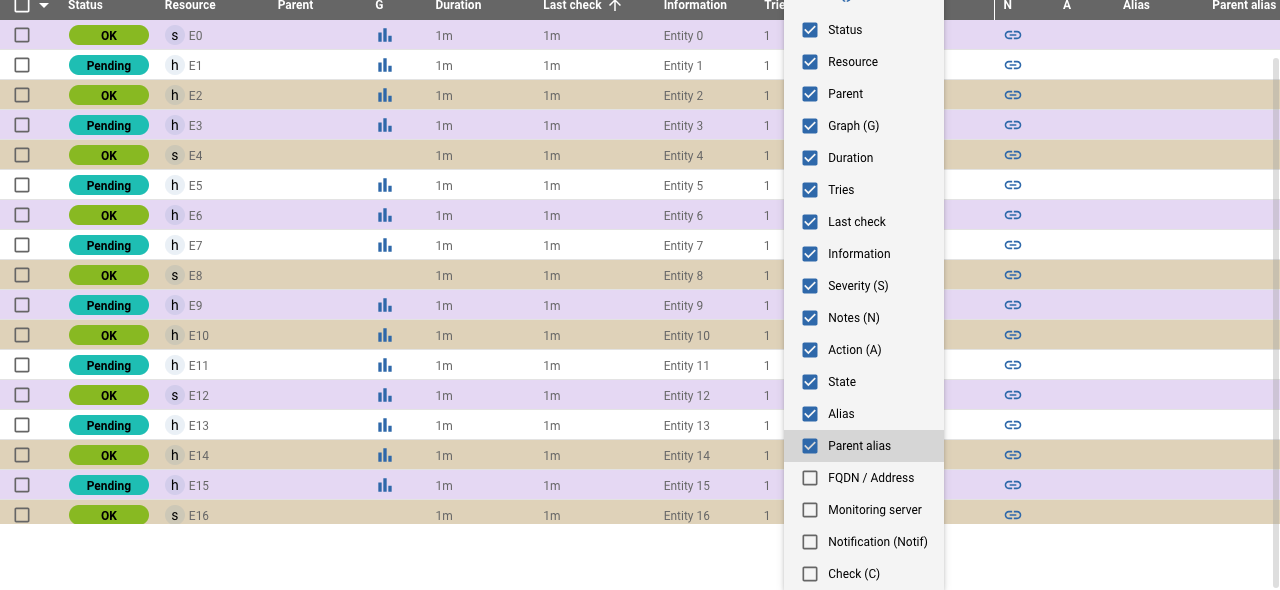 Status Resource Parent G Duration Last check Information Trie N A Alias Parent alias
OK s E0 1m 1m Entity 0 1
Pending h E1 1m 1m Entity 1 1
OK h E2 1m 1m Entity 2 1
Pending h E3 1m 1m Entity 3 1
OK s E4 1m 1m Entity 4 1
Pending h E5 1m 1m Entity 5 1
OK h E6 1m 1m Entity 6 1
Pending h E7 1m 1m Entity 7 1
OK s E8 1m 1m Entity 8 1
Pending h E9 1m 1m Entity 9 1
OK h E10 1m 1m Entity 10 1
Pending h E11 1m 1m Entity 11 1
OK s E12 1m 1m Entity 12 1
Pending h E13 1m 1m Entity 13 1
OK h E14 1m 1m Entity 14 1
Pending h E15 1m 1m Entity 15 1
OK s E16 1m 1m Entity 16 1
Status
Resource
Parent
Graph (G)
Duration
Tries
Last check
Information
Severity (S)
Notes (N)
Action (A)
State
Alias
Parent alias
FQDN / Address
Monitoring server
Notification (Notif)
Check (C)